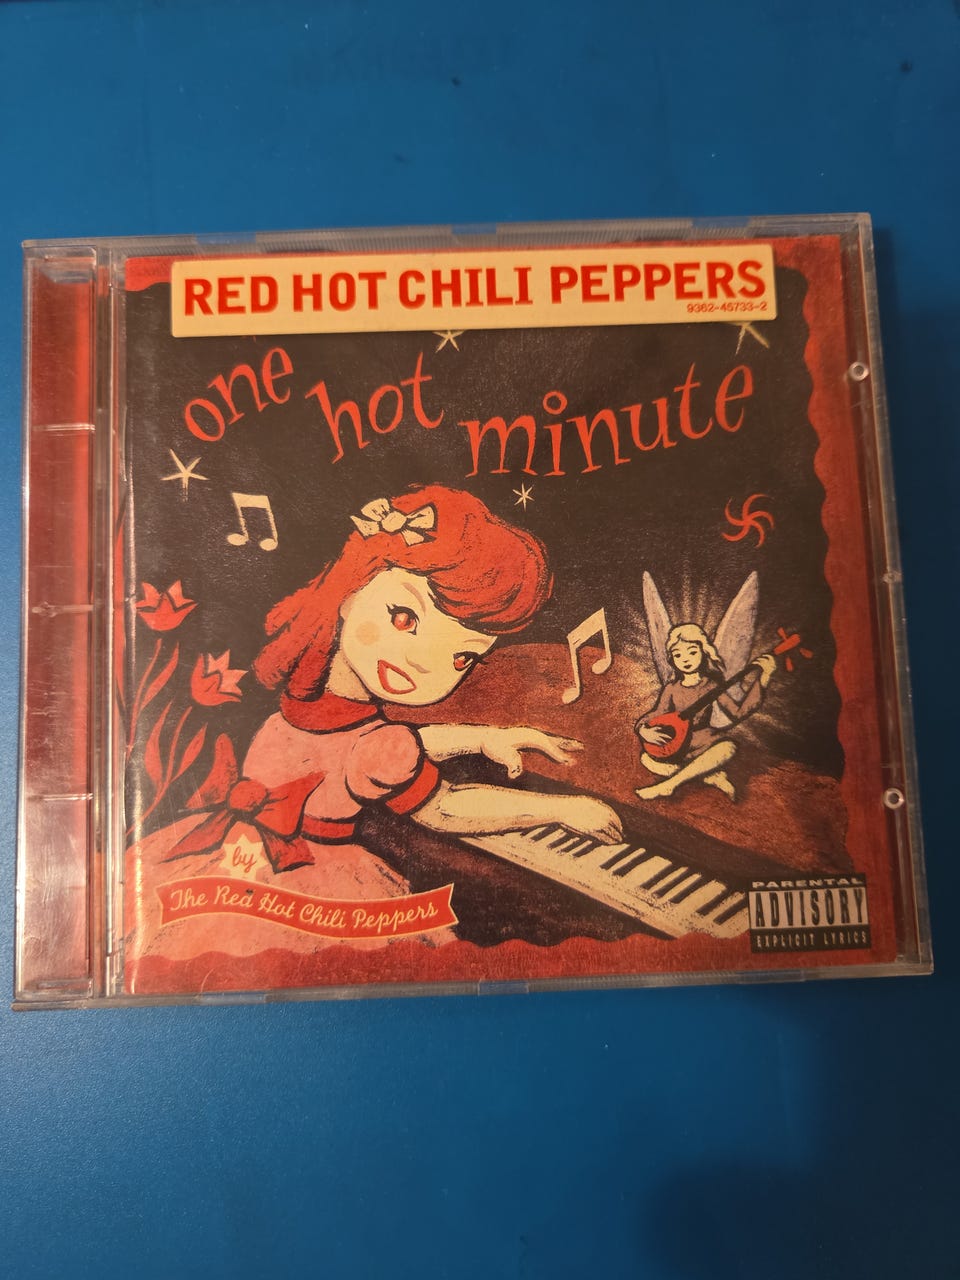 RED HOT CHILI PEPPERS
9362-45733-2
one hot minute
by
The Red Hot Chili Peppers
PARENTAL
ADVISORY
EXPLICIT LYRICS